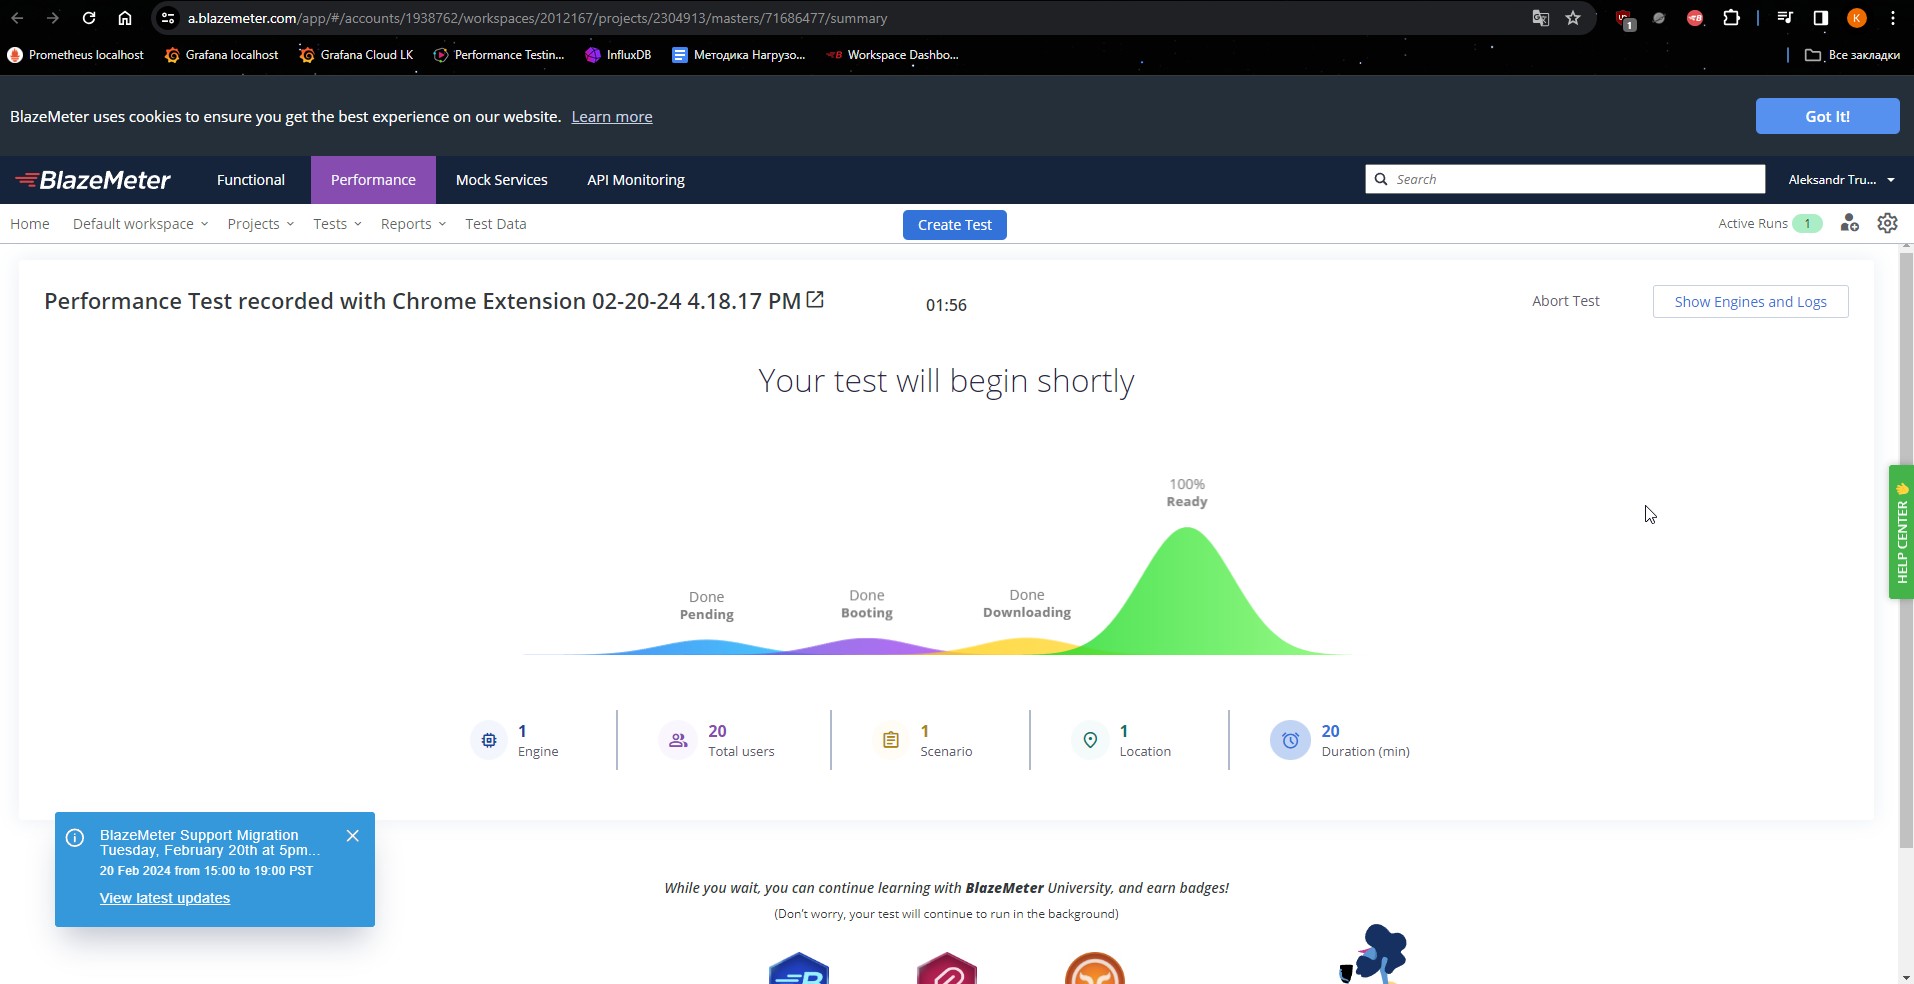 a.blazemeter.com/app/#/accounts/1938762/workspaces/2012167/projects/2304913/masters/71686477/summary
1
K
Prometheus localhost
Grafana localhost
Grafana Cloud LK
Performance Testin...
InfluxDB
Методика Нагрузо...
Workspace Dashbo...
Все закладки
BlazeMeter uses cookies to ensure you get the best experience on our website. Learn more
Got It!
BlazeMeter
Functional
Performance
Mock Services
API Monitoring
Search
Aleksandr Tru...
Home
Default workspace
Projects
Tests
Reports
Test Data
Create Test
Active Runs 1
Performance Test recorded with Chrome Extension 02-20-24 4.18.17 PM
01:56
Abort Test
Show Engines and Logs
Your test will begin shortly
100%
Ready
Done
Pending
Done
Booting
Done
Downloading
HELP CENTER
1
Engine
20
Total users
1
Scenario
1
Location
20
Duration (min)
BlazeMeter Support Migration
Tuesday, February 20th at 5pm...
20 Feb 2024 from 15:00 to 19:00 PST
View latest updates
While you wait, you can continue learning with BlazeMeter University, and earn badges!
(Don't worry, your test will continue to run in the background)